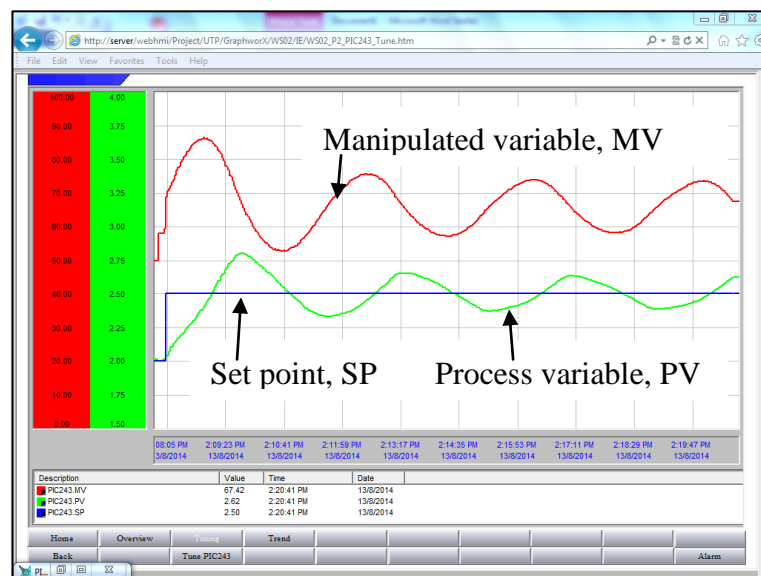 http://server/webhmi/Project/UTP/GraphworX/WS02/IE/WS02_P2_PIC243_Tune.htm
File Edit View Favorites Tools Help
100.00 4.00
90.00 3.75
80.00 3.50
70.00 3.25
60.00 3.00
50.00 2.75
40.00 2.50
30.00 2.25
20.00 2.00
10.00 1.75
0.00 1.50
Manipulated variable, MV
Set point, SP
Process variable, PV
08:05 PM 2:09:23 PM 2:10:41 PM 2:11:59 PM 2:13:17 PM 2:14:35 PM 2:15:53 PM 2:17:11 PM 2:18:29 PM 2:19:47 PM
3/8/2014 13/8/2014 13/8/2014 13/8/2014 13/8/2014 13/8/2014 13/8/2014 13/8/2014 13/8/2014 13/8/2014
Description Value Time Date
PIC243.MV 67.42 2:20:41 PM 13/8/2014
PIC243.PV 2.62 2:20:41 PM 13/8/2014
PIC243.SP 2.50 2:20:41 PM 13/8/2014
Home Overview Tuning Trend
Back Tune PIC243 Alarm